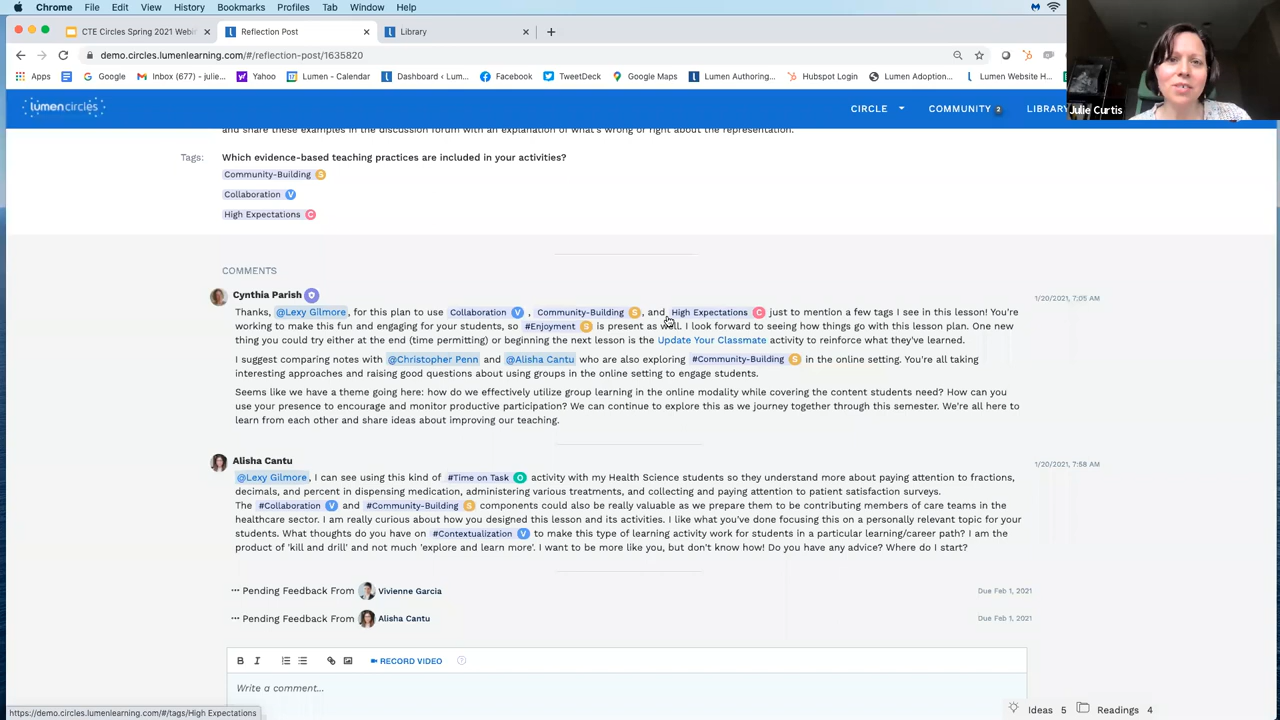 Chrome File Edit View History Bookmarks Profiles Tab Window Help
CTE Circles Spring 2021 Webi Reflection Post Library
demo.circles.lumenlearning.com/#/reflection-post/1635820
Apps Google Inbox (677) - julie... Yahoo Lumen - Calendar Dashboard ‹ Lum... Facebook TweetDeck Google Maps Lumen Authoring... Hubspot Login Lumen Adoption... Lumen Website H...
Julie Curtis
lumencircles CIRCLE COMMUNITY 2 LIBRARY
and share these examples in the discussion forum with an explanation of what's wrong or right about the representation.
Tags: Which evidence-based teaching practices are included in your activities?
Community-Building S
Collaboration V
High Expectations C
COMMENTS
Cynthia Parish 1/20/2021, 7:05 AM
Thanks, @Lexy Gilmore, for this plan to use Collaboration V , Community-Building S, and High Expectations C just to mention a few tags I see in this lesson! You're
working to make this fun and engaging for your students, so #Enjoyment S is present as well. I look forward to seeing how things go with this lesson plan. One new
thing you could try either at the end (time permitting) or beginning the next lesson is the Update Your Classmate activity to reinforce what they've learned.
I suggest comparing notes with @Christopher Penn and @Alisha Cantu who are also exploring #Community-Building S in the online setting. You're all taking
interesting approaches and raising good questions about using groups in the online setting to engage students.
Seems like we have a theme going here: how do we effectively utilize group learning in the online modality while covering the content students need? How can you
use your presence to encourage and monitor productive participation? We can continue to explore this as we journey together through this semester. We're all here to
learn from each other and share ideas about improving our teaching.
Alisha Cantu 1/20/2021, 7:58 AM
@Lexy Gilmore, I can see using this kind of #Time on Task O activity with my Health Science students so they understand more about paying attention to fractions,
decimals, and percent in dispensing medication, administering various treatments, and collecting and paying attention to patient satisfaction surveys.
The #Collaboration V and #Community-Building S components could also be really valuable as we prepare them to be contributing members of care teams in the
healthcare sector. I am really curious about how you designed this lesson and its activities. I like what you've done focusing this on a personally relevant topic for your
students. What thoughts do you have on #Contextualization V to make this type of learning activity work for students in a particular learning/career path? I am the
product of 'kill and drill' and not much 'explore and learn more'. I want to be more like you, but don't know how! Do you have any advice? Where do I start?
··· Pending Feedback From Vivienne Garcia Due Feb 1, 2021
··· Pending Feedback From Alisha Cantu Due Feb 1, 2021
B I RECORD VIDEO ?
Write a comment...
https://demo.circles.lumenlearning.com/#/tags/High Expectations Ideas 5 Readings 4